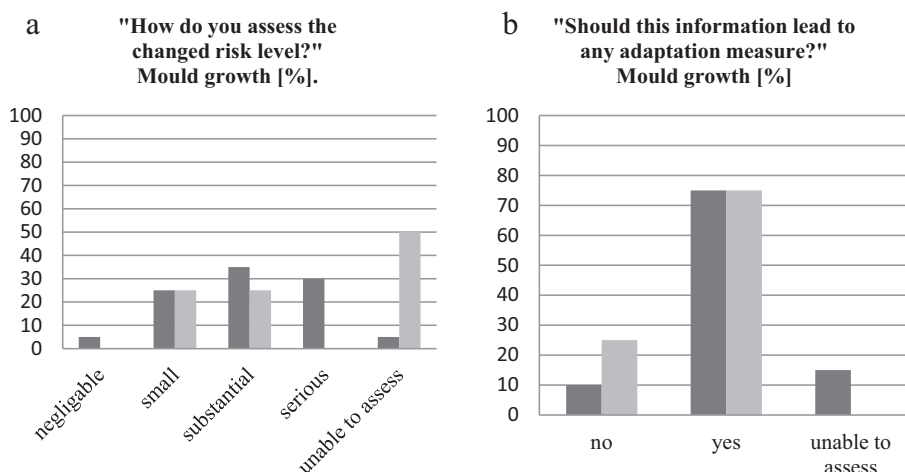 a
"How do you assess the
changed risk level?"
Mould growth [%].
100
90
80
70
60
50
40
30
20
10
0
negligable
small
substantial
serious
unable to assess
b
"Should this information lead to
any adaptation measure?"
Mould growth [%]
100
90
80
70
60
50
40
30
20
10
0
no
yes
unable to
assess